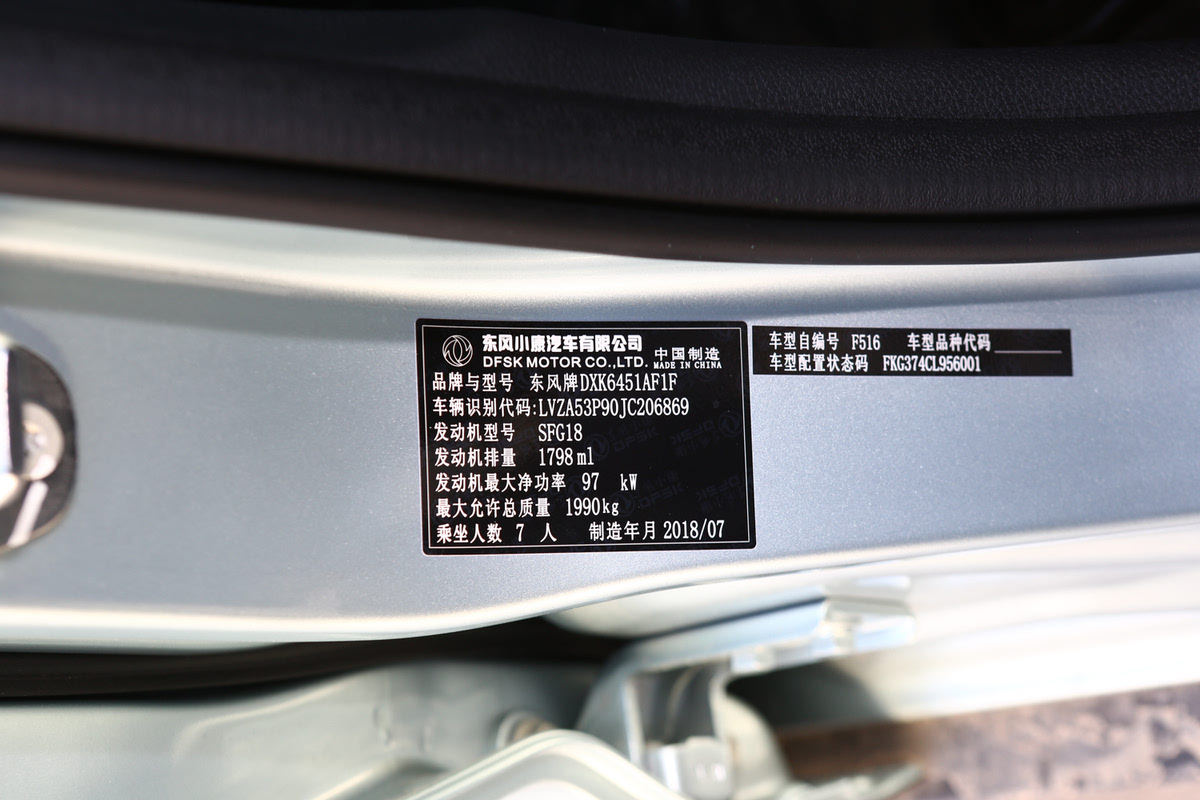 东风小康汽车有限公司
DFSK MOTOR CO.,LTD. 中国制造
MADE IN CHINA
品牌与型号 东风牌DXK6451AF1F
车辆识别代码:LVZA53P90JC206869
发动机型号 SFG18
发动机排量 1798 ml
发动机最大净功率 97 kW
最大允许总质量 1990kg
乘坐人数 7 人 制造年月 2018/07
车型自编号 F516 车型品种代码
车型配置状态码 FKG374CL956001